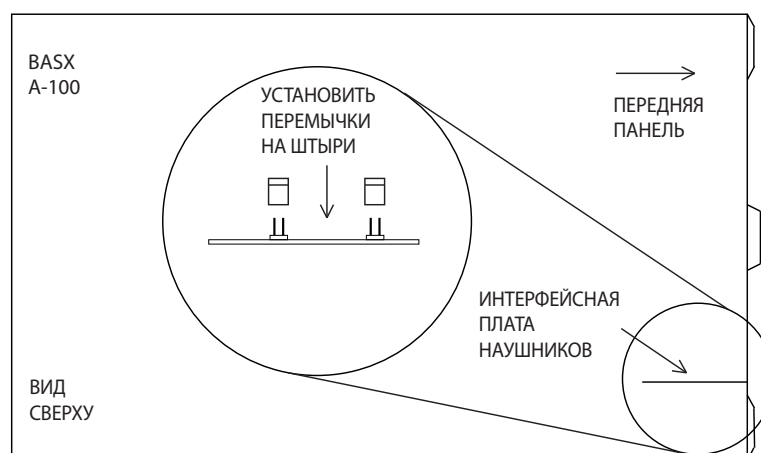 BASX
A-100
УСТАНОВИТЬ
ПЕРЕМЫЧКИ
НА ШТЫРИ
ПЕРЕДНЯЯ
ПАНЕЛЬ
ИНТЕРФЕЙСНАЯ
ПЛАТА
НАУШНИКОВ
ВИД
СВЕРХУ